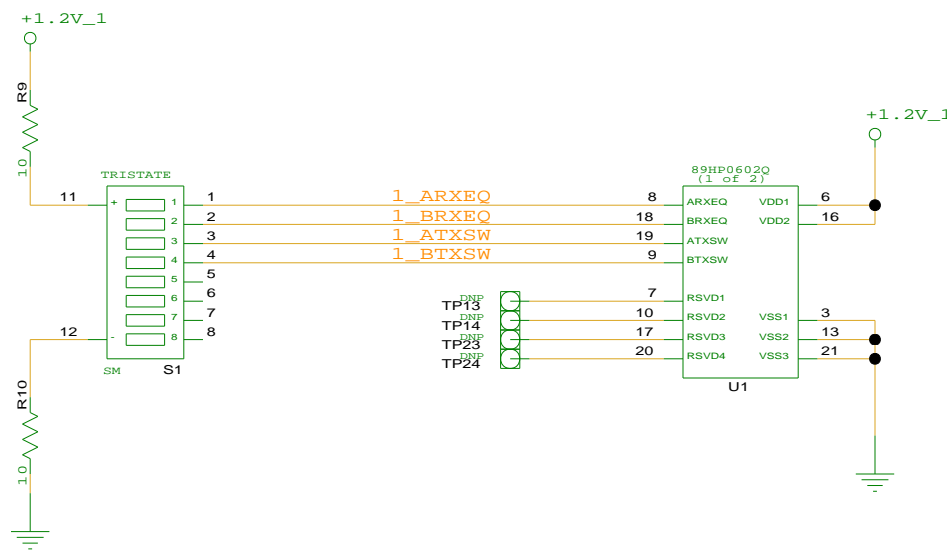 +1.2V_1
R9
10
TRISTATE
11
+
1
2
3
4
5
6
7
8
-
12
1
2
3
4
5
6
7
8
SM
S1
R10
10
1_ARXEQ
1_BRXEQ
1_ATXSW
1_BTXSW
DNP
TP13
DNP
TP14
DNP
TP23
DNP
TP24
89HP0602Q
(1 of 2)
8
ARXEQ
VDD1
6
18
BRXEQ
VDD2
16
19
ATXSW
9
BTXSW
7
RSVD1
10
RSVD2
VSS1
3
17
RSVD3
VSS2
13
20
RSVD4
VSS3
21
U1
+1.2V_1